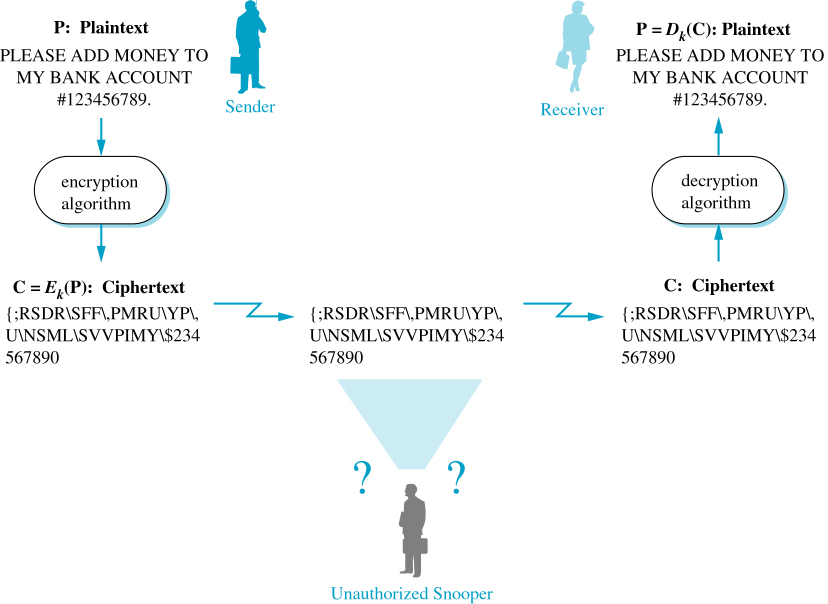 P: Plaintext
PLEASE ADD MONEY TO
MY BANK ACCOUNT
#123456789.
Sender
encryption
algorithm
C = Ek(P): Ciphertext
{;RSDR\SFF\,PMRU\YP\,
U\NSML\SVVPIMY\$234
567890
{;RSDR\SFF\,PMRU\YP\,
U\NSML\SVVPIMY\$234
567890
? ?
Unauthorized Snooper
Receiver
P = Dk(C): Plaintext
PLEASE ADD MONEY TO
MY BANK ACCOUNT
#123456789.
decryption
algorithm
C: Ciphertext
{;RSDR\SFF\,PMRU\YP\,
U\NSML\SVVPIMY\$234
567890